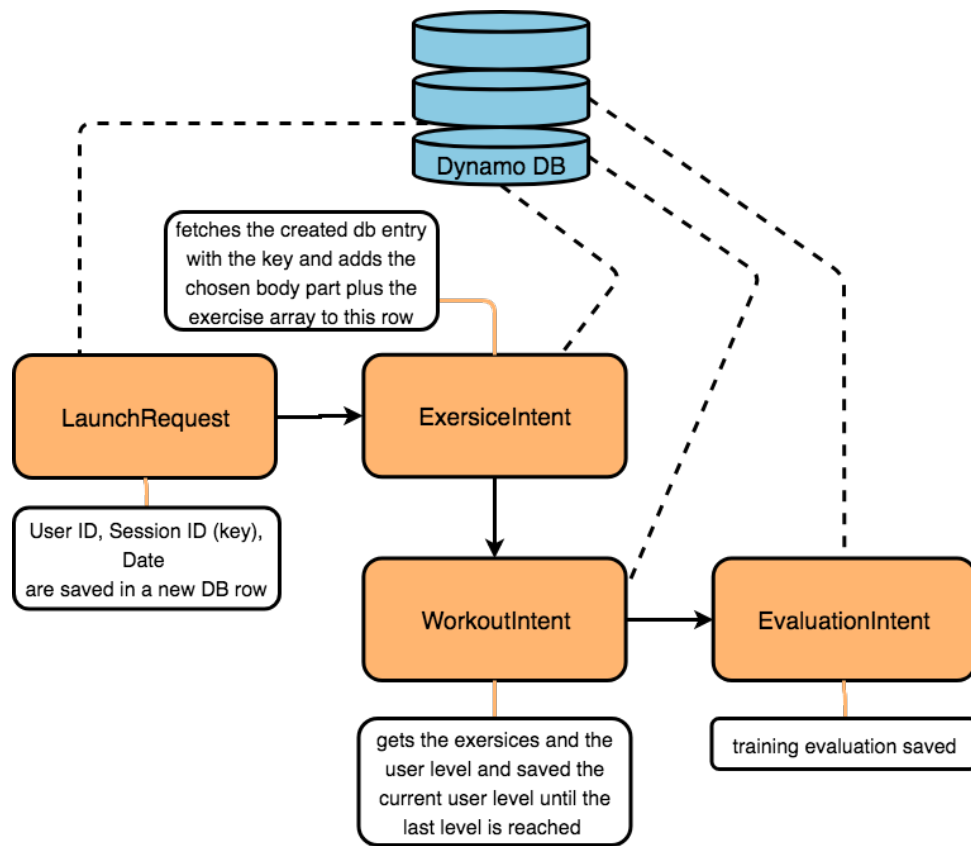 Dynamo DB
fetches the created db entry
with the key and adds the
chosen body part plus the
exercise array to this row
LaunchRequest
ExersiceIntent
User ID, Session ID (key),
Date
are saved in a new DB row
WorkoutIntent
EvaluationIntent
gets the exersices and the
user level and saved the
current user level until the
last level is reached
training evaluation saved